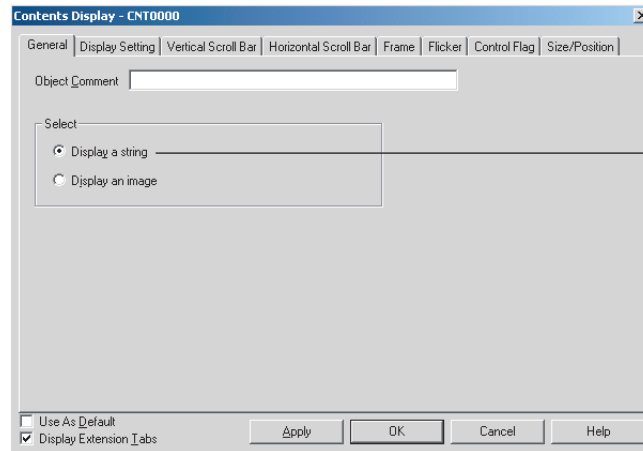 Contents Display - CNT0000
General Display Setting Vertical Scroll Bar Horizontal Scroll Bar Frame Flicker Control Flag Size/Position
Object Comment
Select
Display a string
Display an image
Use As Default
Display Extension Tabs
Apply OK Cancel Help